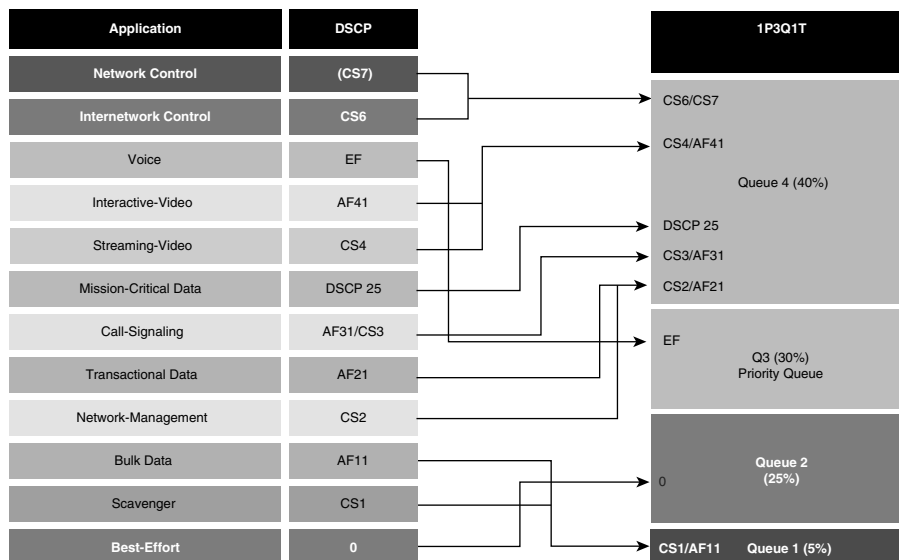 Application DSCP 1P3Q1T
Network Control (CS7)
Internetwork Control CS6
Voice EF
Interactive-Video AF41
Streaming-Video CS4
Mission-Critical Data DSCP 25
Call-Signaling AF31/CS3
Transactional Data AF21
Network-Management CS2
Bulk Data AF11
Scavenger CS1
Best-Effort 0
CS6/CS7
CS4/AF41
Queue 4 (40%)
DSCP 25
CS3/AF31
CS2/AF21
EF
Q3 (30%)
Priority Queue
Queue 2
(25%)
0
CS1/AF11 Queue 1 (5%)